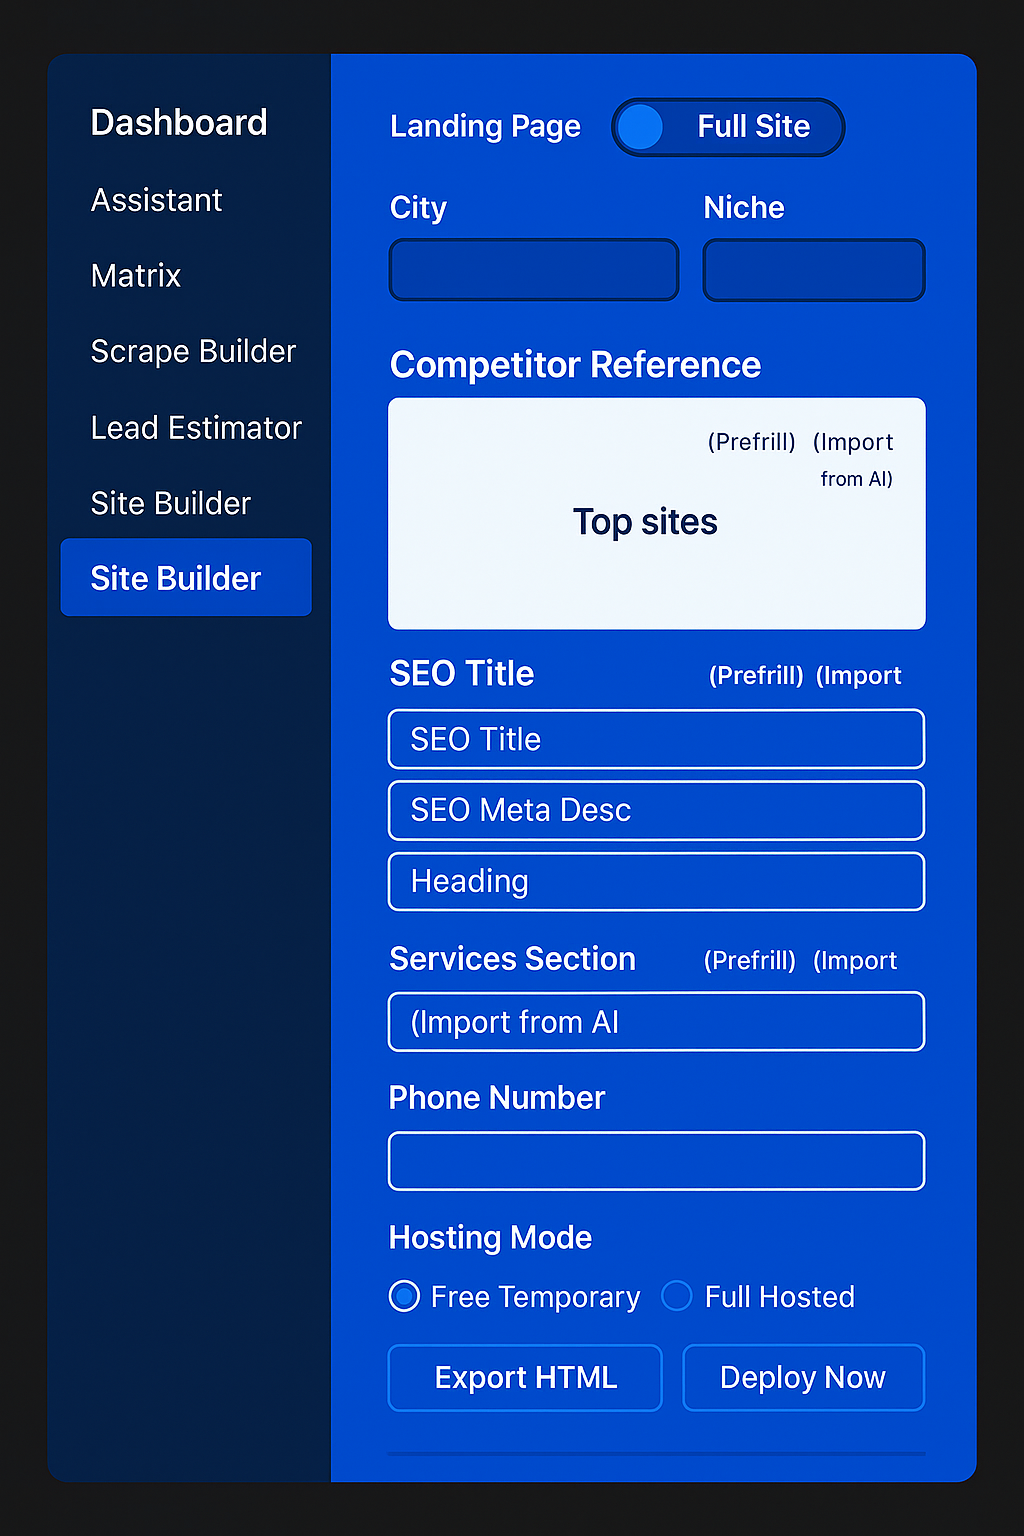 Dashboard
Assistant
Matrix
Scrape Builder
Lead Estimator
Site Builder
Site Builder
Landing Page Full Site
City Niche
Competitor Reference
(Prefrill) (Import
from AI)
Top sites
SEO Title (Prefrill) (Import
SEO Title
SEO Meta Desc
Heading
Services Section (Prefrill) (Import
(Import from AI
Phone Number
Hosting Mode
Free Temporary Full Hosted
Export HTML Deploy Now